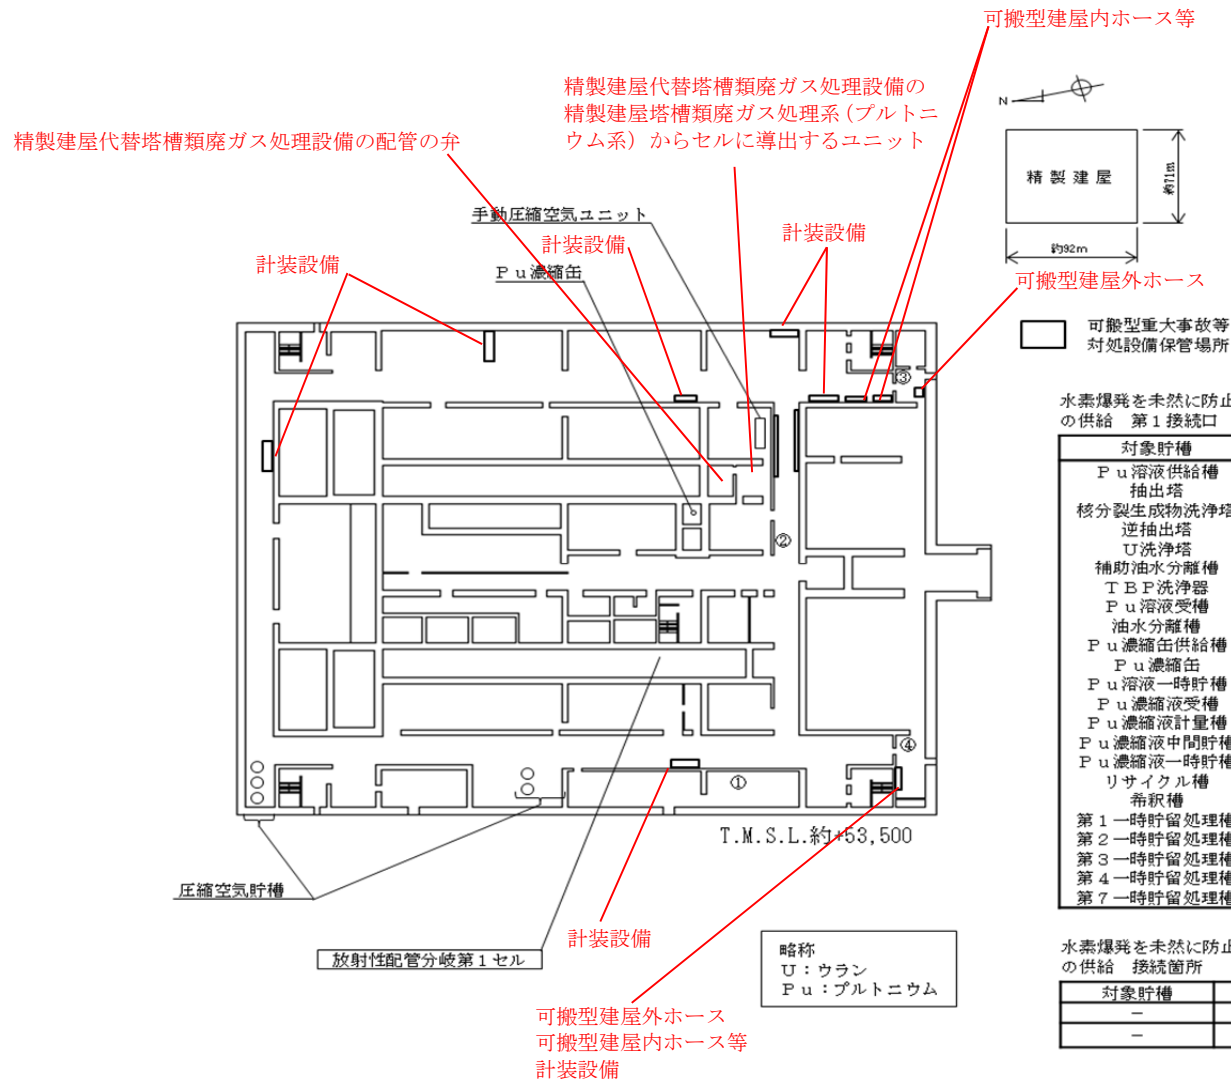 可搬型建屋内ホース等
精製建屋代替塔槽類廃ガス処理設備の
精製建屋塔槽類廃ガス処理系(プルトニ
ウム系)からセルに導出するユニット
精製建屋代替塔槽類廃ガス処理設備の配管の弁
N
精製建屋
約71m
約92m
手動圧縮空気ユニット
計装設備
計装設備
計装設備
Pu濃縮缶
可搬型建屋外ホース
可搬型重大事故等
対処設備保管場所
③
水素爆発を未然に防止
の供給 第1接続口
対象貯槽
Pu溶液供給槽
抽出塔
核分裂生成物洗浄塔
逆抽出塔
U洗浄塔
補助油水分離槽
TBP洗浄器
Pu溶液受槽
油水分離槽
Pu濃縮缶供給槽
Pu濃縮缶
Pu溶液一時貯槽
Pu濃縮液受槽
Pu濃縮液計量槽
Pu濃縮液中間貯槽
Pu濃縮液一時貯槽
リサイクル槽
希釈槽
第1一時貯留処理槽
第2一時貯留処理槽
第3一時貯留処理槽
第4一時貯留処理槽
第7一時貯留処理槽
②
④
①
T.M.S.L.約+53,500
圧縮空気貯槽
放射性配管分岐第1セル
計装設備
略称
U:ウラン
Pu:プルトニウム
水素爆発を未然に防止
の供給 接続箇所
対象貯槽
－
－
可搬型建屋外ホース
可搬型建屋内ホース等
計装設備